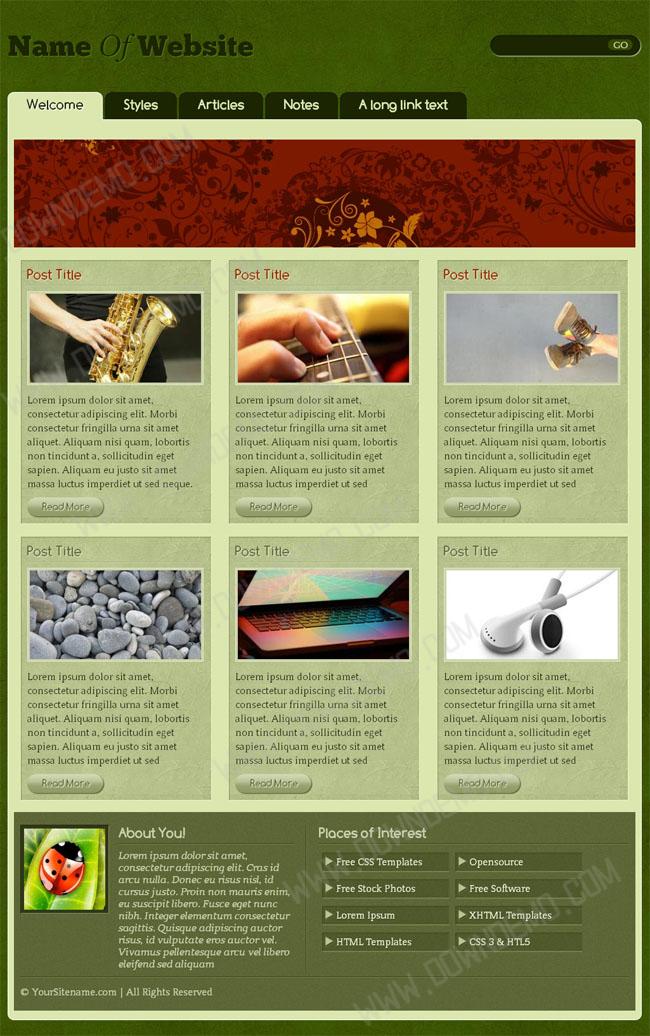 Name Of Website
GO
Welcome
Styles
Articles
Notes
A long link text
Post Title
Lorem ipsum dolor sit amet,
consectetur adipiscing elit. Morbi
consectetur fringilla urna sit amet
aliquet. Aliquam nisi quam, lobortis
non tincidunt a, sollicitudin eget
sapien. Aliquam eu justo sit amet
massa luctus imperdiet ut sed neque.
Read More
Post Title
Lorem ipsum dolor sit amet,
consectetur adipiscing elit. Morbi
consectetur fringilla urna sit amet
aliquet. Aliquam nisi quam, lobortis
non tincidunt a, sollicitudin eget
sapien. Aliquam eu justo sit amet
massa luctus imperdiet ut sed
Read More
Post Title
Lorem ipsum dolor sit amet,
consectetur adipiscing elit. Morbi
consectetur fringilla urna sit amet
aliquet. Aliquam nisi quam, lobortis
non tincidunt a, sollicitudin eget
sapien. Aliquam eu justo sit amet
massa luctus imperdiet ut sed
Read More
Post Title
Lorem ipsum dolor sit amet,
consectetur adipiscing elit. Morbi
consectetur fringilla urna sit amet
aliquet. Aliquam nisi quam, lobortis
non tincidunt a, sollicitudin eget
sapien. Aliquam eu justo sit amet
massa luctus imperdiet ut sed
Read More
Post Title
Lorem ipsum dolor sit amet,
consectetur adipiscing elit. Morbi
consectetur fringilla urna sit amet
aliquet. Aliquam nisi quam, lobortis
non tincidunt a, sollicitudin eget
sapien. Aliquam eu justo sit amet
massa luctus imperdiet ut sed
Read More
Post Title
Lorem ipsum dolor sit amet,
consectetur adipiscing elit. Morbi
consectetur fringilla urna sit amet
aliquet. Aliquam nisi quam, lobortis
non tincidunt a, sollicitudin eget
sapien. Aliquam eu justo sit amet
massa luctus imperdiet ut sed
Read More
About You!
Lorem ipsum dolor sit amet,
consectetur adipiscing elit. Cras id
arcu nulla. Donec eu risus nisl, id
cursus justo. Proin non mauris enim,
eu suscipit libero. Fusce eget nunc
nibh. Integer elementum consectetur
sagittis. Quisque adipiscing auctor
risus, id vulputate eros auctor vel.
Vivamus pellentesque arcu vel libero
eleifend sed aliquam
Places of Interest
Free CSS Templates
Opensource
Free Stock Photos
Free Software
Lorem Ipsum
XHTML Templates
HTML Templates
CSS 3 & HTL5
© YourSitename.com | All Rights Reserved
WWW.DOWNDEMO.COM